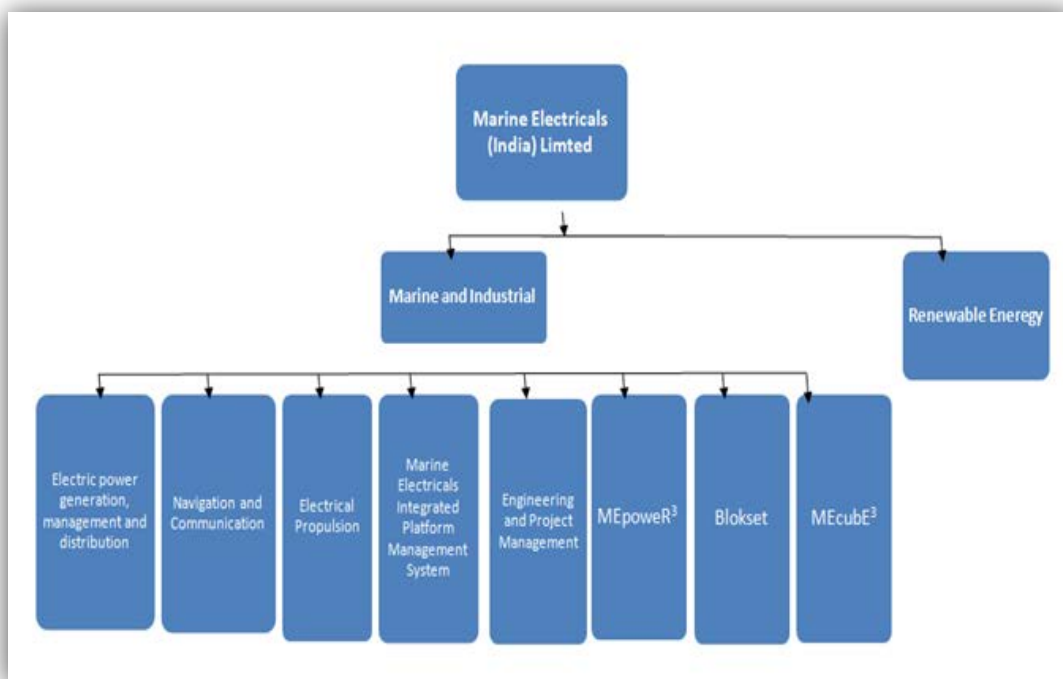 Marine Electricals
(India) Limted
Marine and Industrial
Renewable Eneregy
Electric power
generation,
management and
distribution
Navigation and
Communication
Electrical
Propulsion
Marine
Electricals
Integrated
Platform
Management
System
Engineering
and Project
Management
MEpoweR³
Blokset
MEcubE³